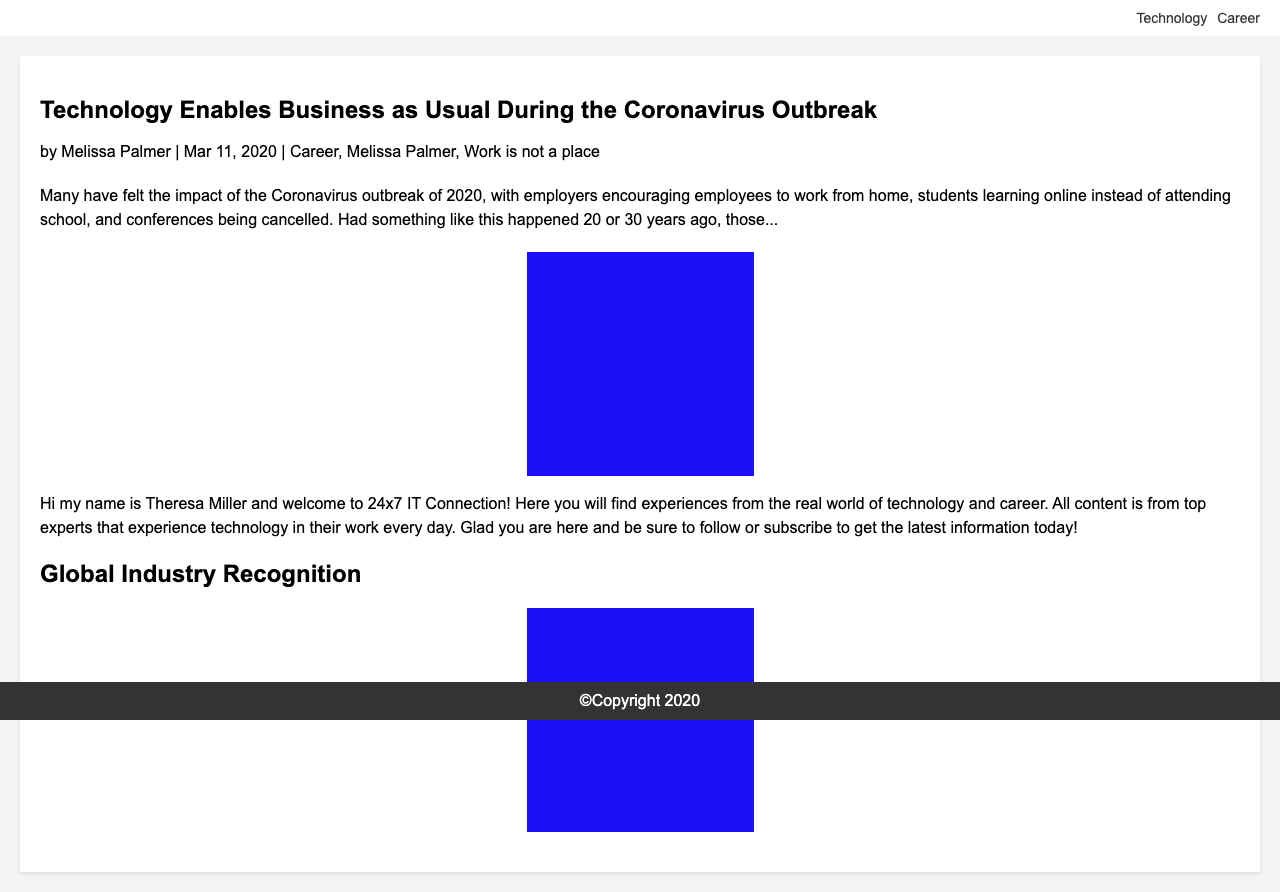 Technology Career
Technology Enables Business as Usual During the Coronavirus Outbreak
by Melissa Palmer | Mar 11, 2020 | Career, Melissa Palmer, Work is not a place
Many have felt the impact of the Coronavirus outbreak of 2020, with employers encouraging employees to work from home, students learning online instead of attending
school, and conferences being cancelled. Had something like this happened 20 or 30 years ago, those...
Hi my name is Theresa Miller and welcome to 24x7 IT Connection! Here you will find experiences from the real world of technology and career. All content is from top
experts that experience technology in their work every day. Glad you are here and be sure to follow or subscribe to get the latest information today!
Global Industry Recognition
©Copyright 2020